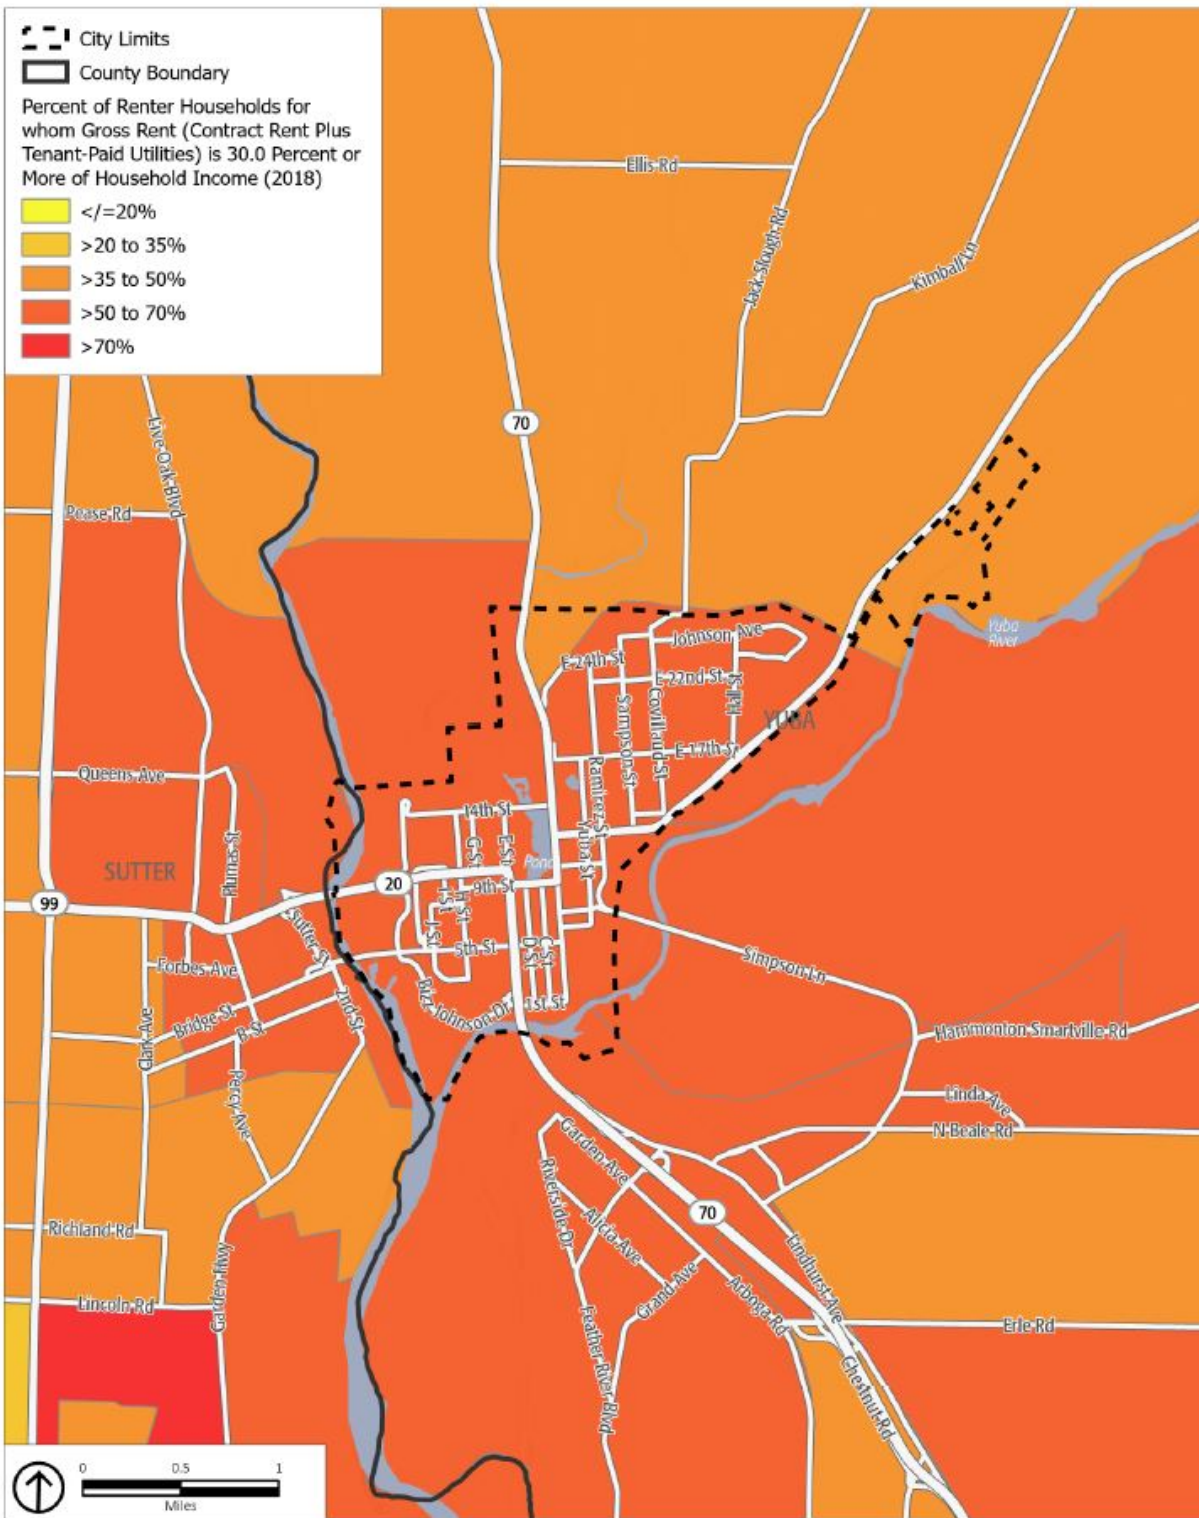 City Limits
County Boundary
Percent of Renter Households for
whom Gross Rent (Contract Rent Plus
Tenant-Paid Utilities) is 30.0 Percent or
More of Household Income (2018)
</=20%
>20 to 35%
>35 to 50%
>50 to 70%
>70%
Ellis Rd
Jack Slough Rd
Kimball Ln
70
Live Oak Blvd
Pease Rd
Yuba
River
Johnson Ave
E 24th St
E 22nd St
Hall St
Sampson St
Covillaud St
YUBA
E 17th St
Queens Ave
Ramirez St
14th St
Yuba St
G St
E St
Plumas St
SUTTER
Pond
20
9th St
I St
H St
99
J St
Sutter St
5th St
D St
C St
Simpson Ln
Forbes Ave
2nd St
Bizz Johnson Dr
1st St
Bridge St
B St
Clark Ave
Hammonton Smartville Rd
Percy Ave
Linda Ave
N Beale Rd
Garden Ave
Riverside Dr
Alicia Ave
70
Richland Rd
Garden Hwy
Lindhurst Ave
Grand Ave
Arboga Rd
Lincoln Rd
Feather River Blvd
Erle Rd
Chestnut Rd
0 0.5 1
Miles